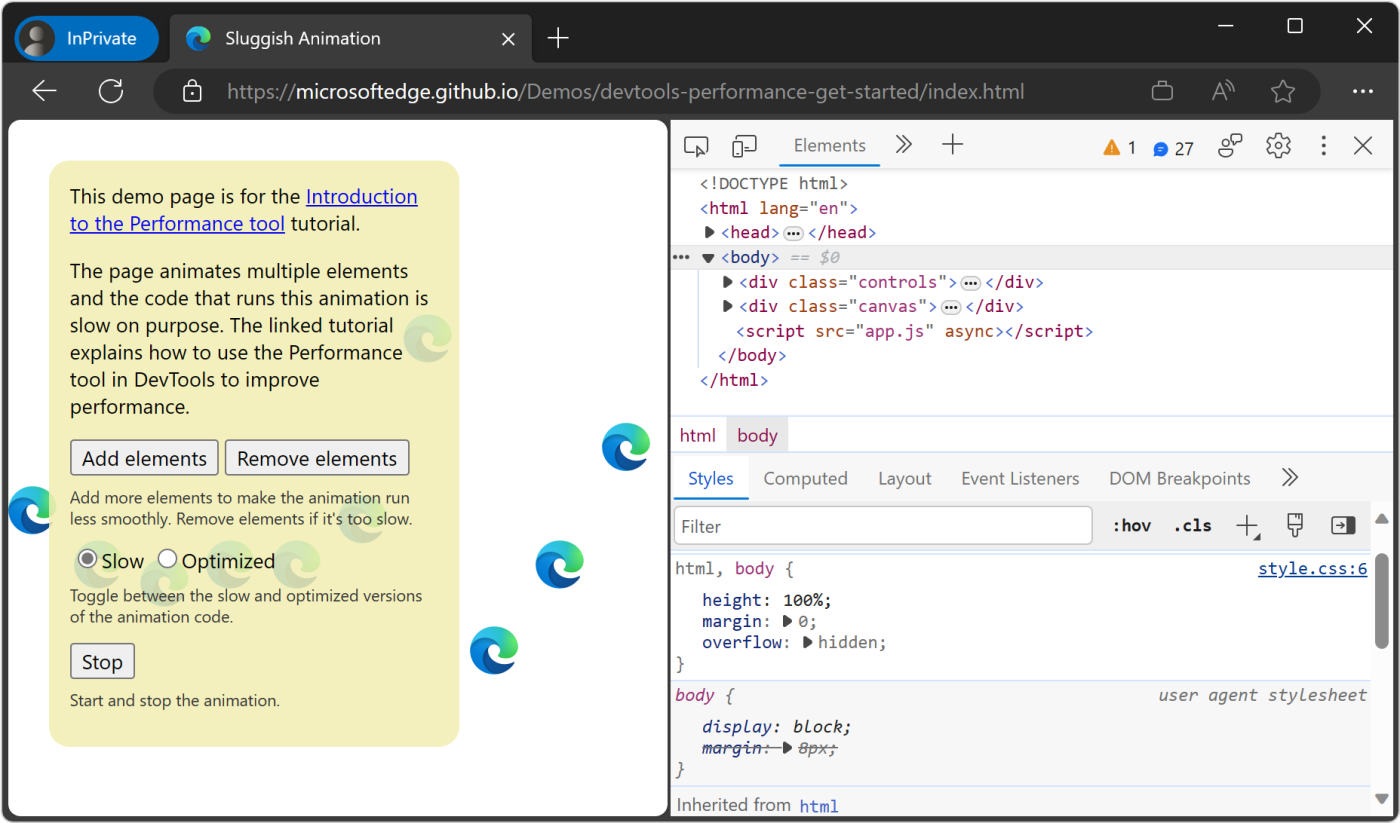 InPrivate
Sluggish Animation
https://microsoftedge.github.io/Demos/devtools-performance-get-started/index.html
This demo page is for the Introduction
to the Performance tool tutorial.
The page animates multiple elements
and the code that runs this animation is
slow on purpose. The linked tutorial
explains how to use the Performance
tool in DevTools to improve
performance.
Add elements
Remove elements
Add more elements to make the animation run
less smoothly. Remove elements if it's too slow.
Slow
Optimized
Toggle between the slow and optimized versions
of the animation code.
Stop
Start and stop the animation.
Elements
1
27
<!DOCTYPE html>
<html lang="en">
<head>…</head>
<body> == $0
<div class="controls">…</div>
<div class="canvas">…</div>
<script src="app.js" async></script>
</body>
</html>
html
body
Styles
Computed
Layout
Event Listeners
DOM Breakpoints
Filter
:hov
.cls
html, body {
style.css:6
height: 100%;
margin: 0;
overflow: hidden;
}
body {
user agent stylesheet
display: block;
margin: 8px;
}
Inherited from html